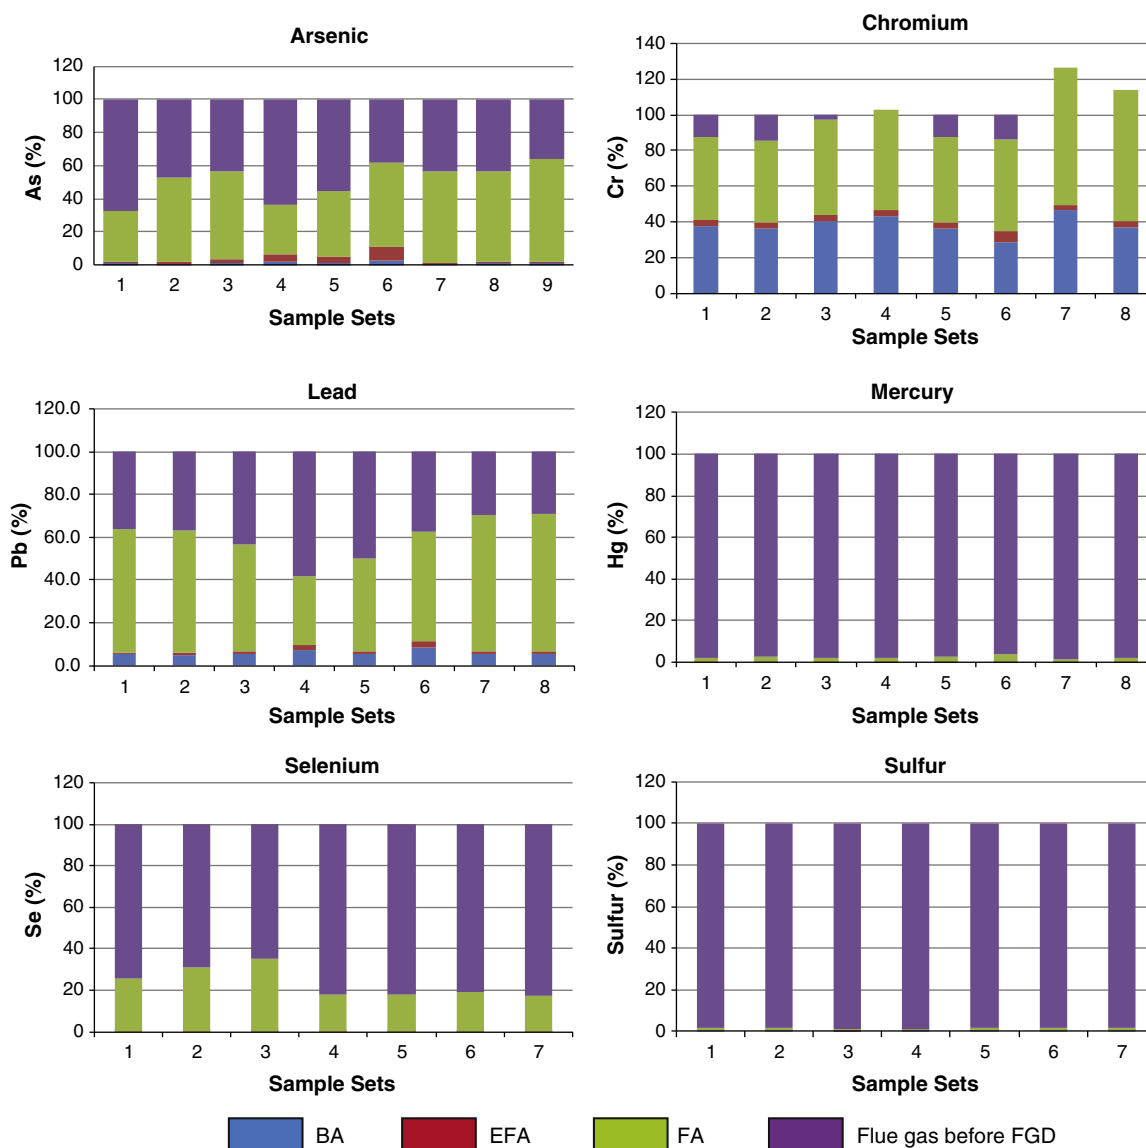 Arsenic
As (%)
120
100
80
60
40
20
0
1 2 3 4 5 6 7 8 9
Sample Sets
Chromium
Cr (%)
140
120
100
80
60
40
20
0
1 2 3 4 5 6 7 8
Sample Sets
Lead
Pb (%)
120.0
100.0
80.0
60.0
40.0
20.0
0.0
1 2 3 4 5 6 7 8
Sample Sets
Mercury
Hg (%)
120
100
80
60
40
20
0
1 2 3 4 5 6 7 8
Sample Sets
Selenium
Se (%)
120
100
80
60
40
20
0
1 2 3 4 5 6 7
Sample Sets
Sulfur
Sulfur (%)
120
100
80
60
40
20
0
1 2 3 4 5 6 7
Sample Sets
BA EFA FA Flue gas before FGD